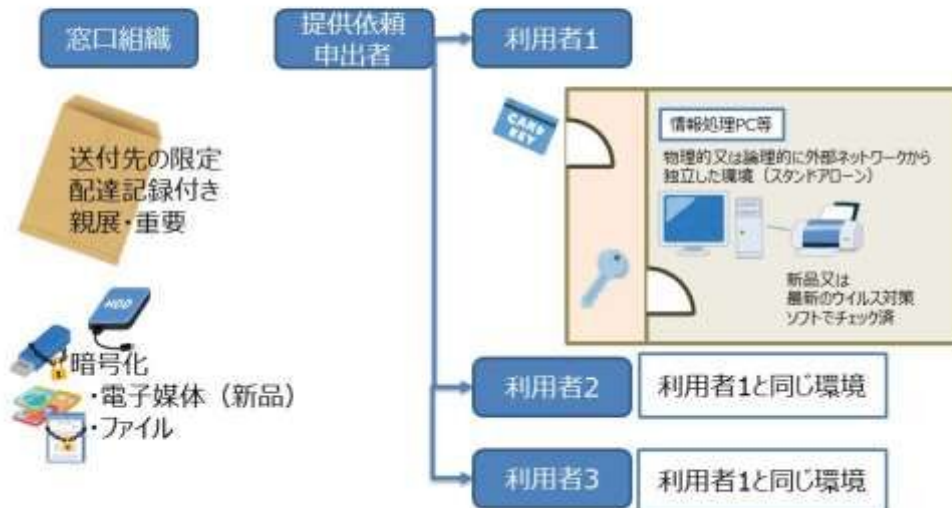 窓口組織
提供依頼
申出者
利用者1
送付先の限定
配達記録付き
親展・重要
CARD
KEY
情報処理PC等
物理的又は論理的に外部ネットワークから
独立した環境（スタンドアローン）
新品又は
最新のウイルス対策
ソフトでチェック済
HDD
暗号化
・電子媒体（新品）
・ファイル
利用者2
利用者1と同じ環境
利用者3
利用者1と同じ環境